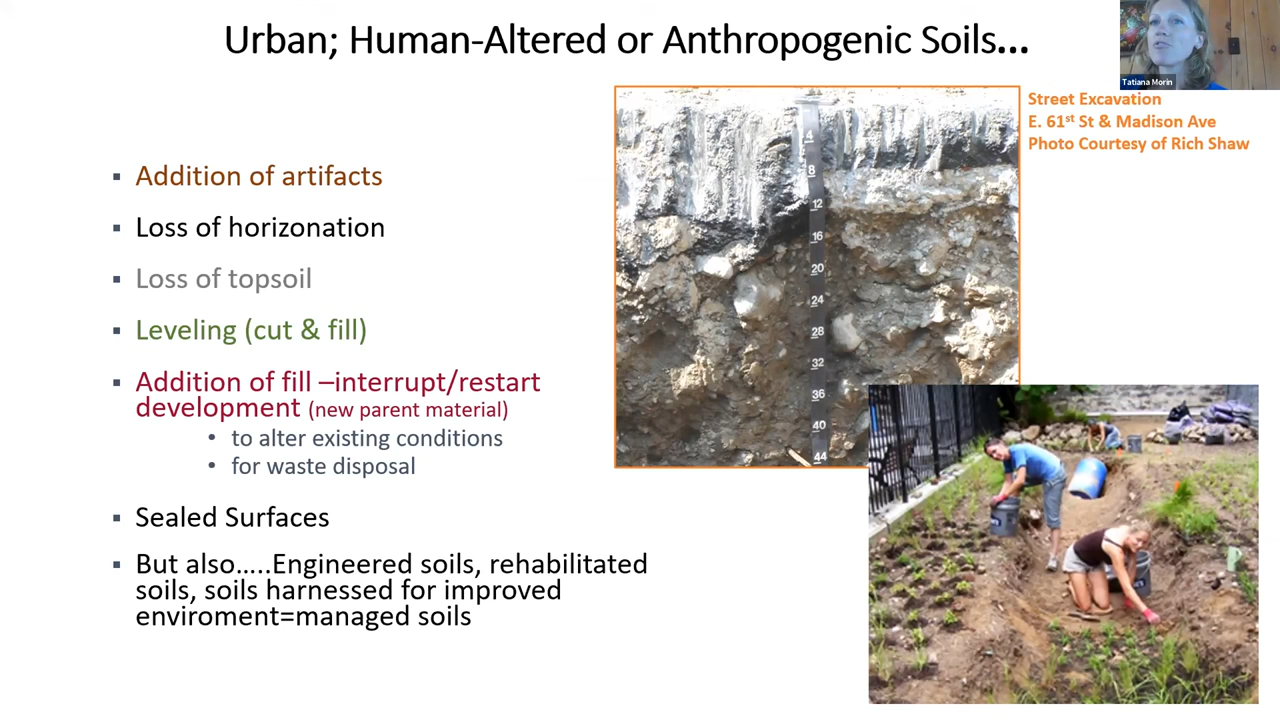 Urban; Human-Altered or Anthropogenic Soils...
Tatiana Morin
Street Excavation
E. 61st St & Madison Ave
Photo Courtesy of Rich Shaw
▪ Addition of artifacts
▪ Loss of horizonation
▪ Loss of topsoil
▪ Leveling (cut & fill)
▪ Addition of fill –interrupt/restart
development (new parent material)
• to alter existing conditions
• for waste disposal
▪ Sealed Surfaces
▪ But also…..Engineered soils, rehabilitated
soils, soils harnessed for improved
enviroment=managed soils
4
8
12
16
20
24
28
32
36
40
44